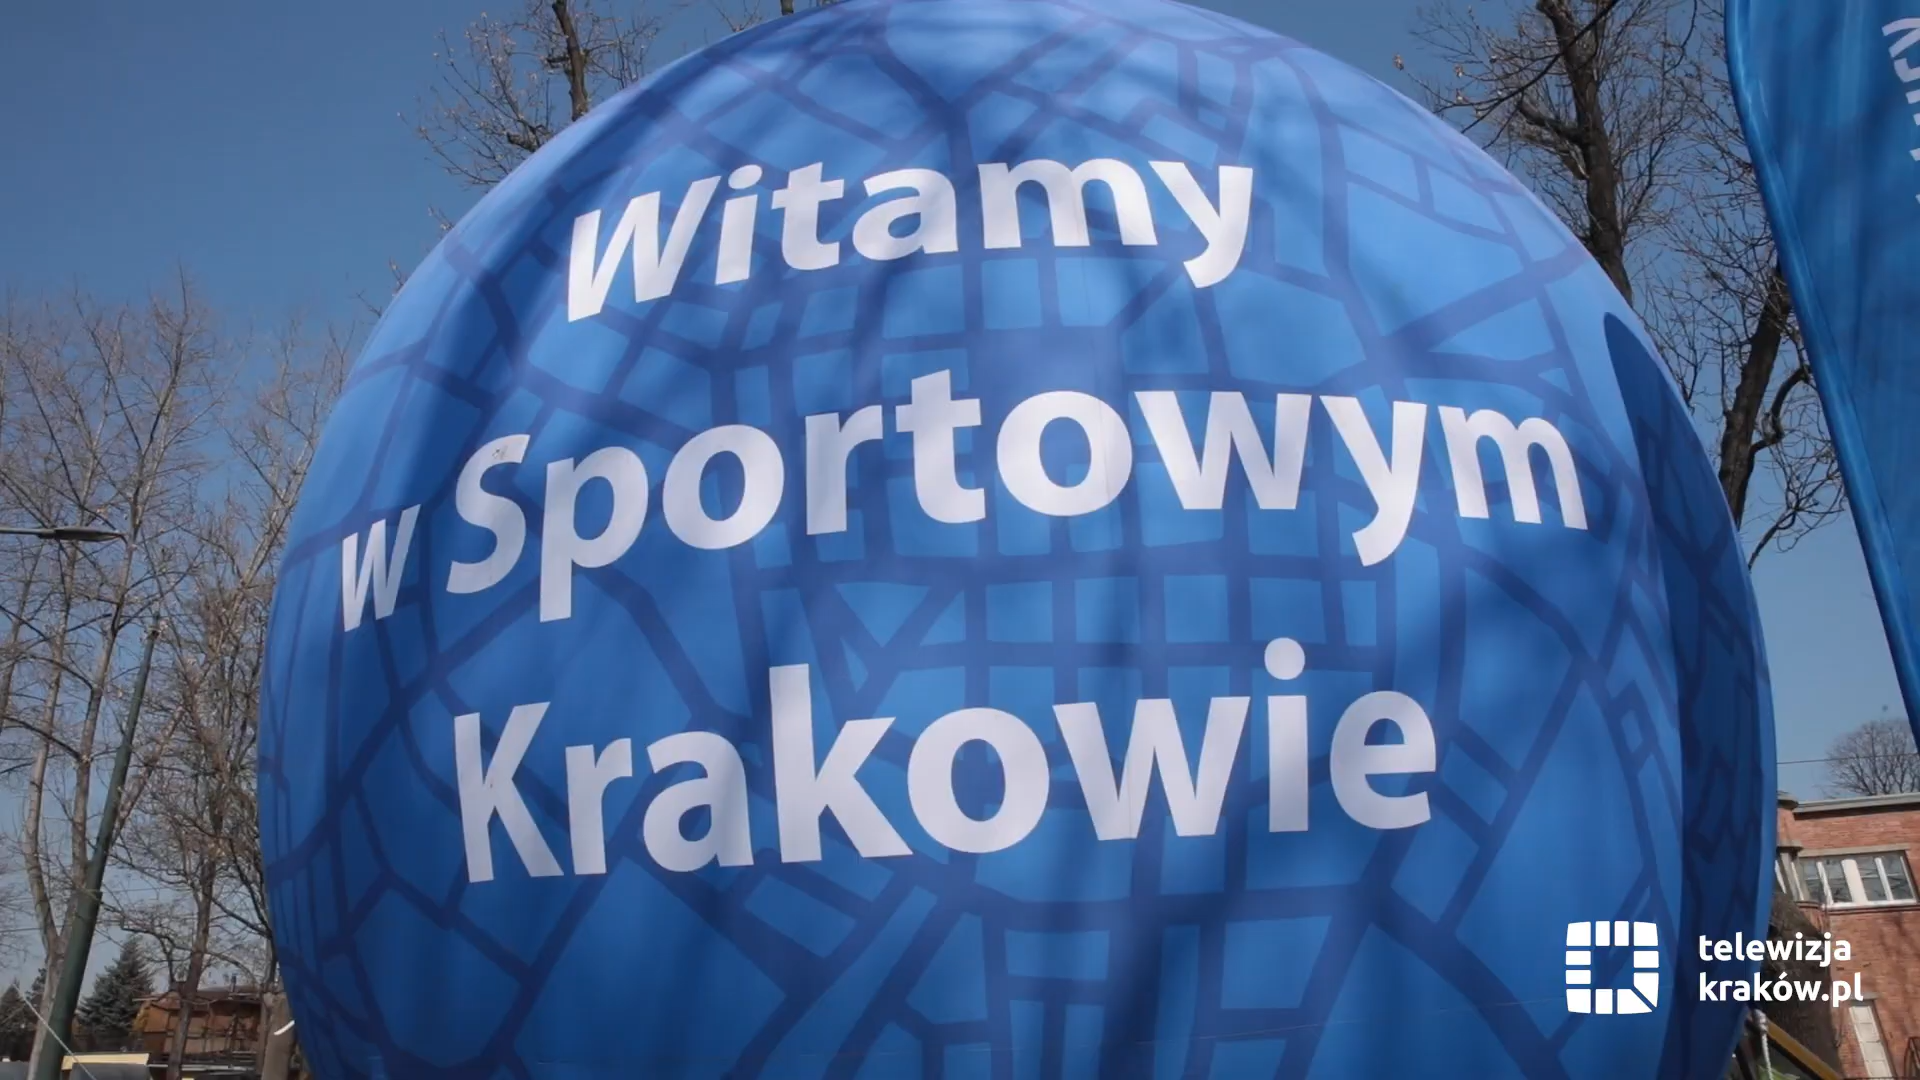 Witamy
w Sportowym
Krakowie
telewizja
kraków.pl